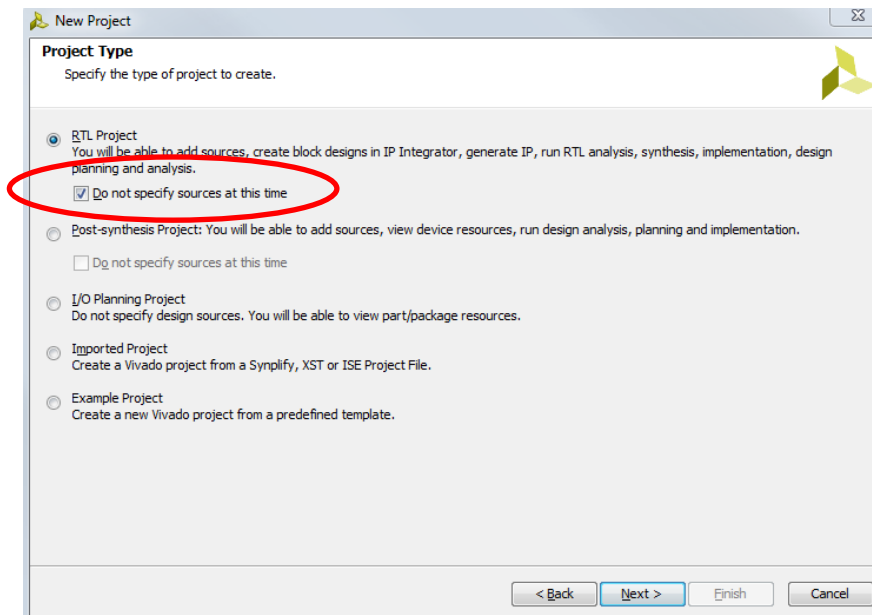 New Project
Project Type
Specify the type of project to create.
RTL Project
You will be able to add sources, create block designs in IP Integrator, generate IP, run RTL analysis, synthesis, implementation, design
planning and analysis.
Do not specify sources at this time
Post-synthesis Project: You will be able to add sources, view device resources, run design analysis, planning and implementation.
Do not specify sources at this time
I/O Planning Project
Do not specify design sources. You will be able to view part/package resources.
Imported Project
Create a Vivado project from a Synplify, XST or ISE Project File.
Example Project
Create a new Vivado project from a predefined template.
< Back Next > Finish Cancel